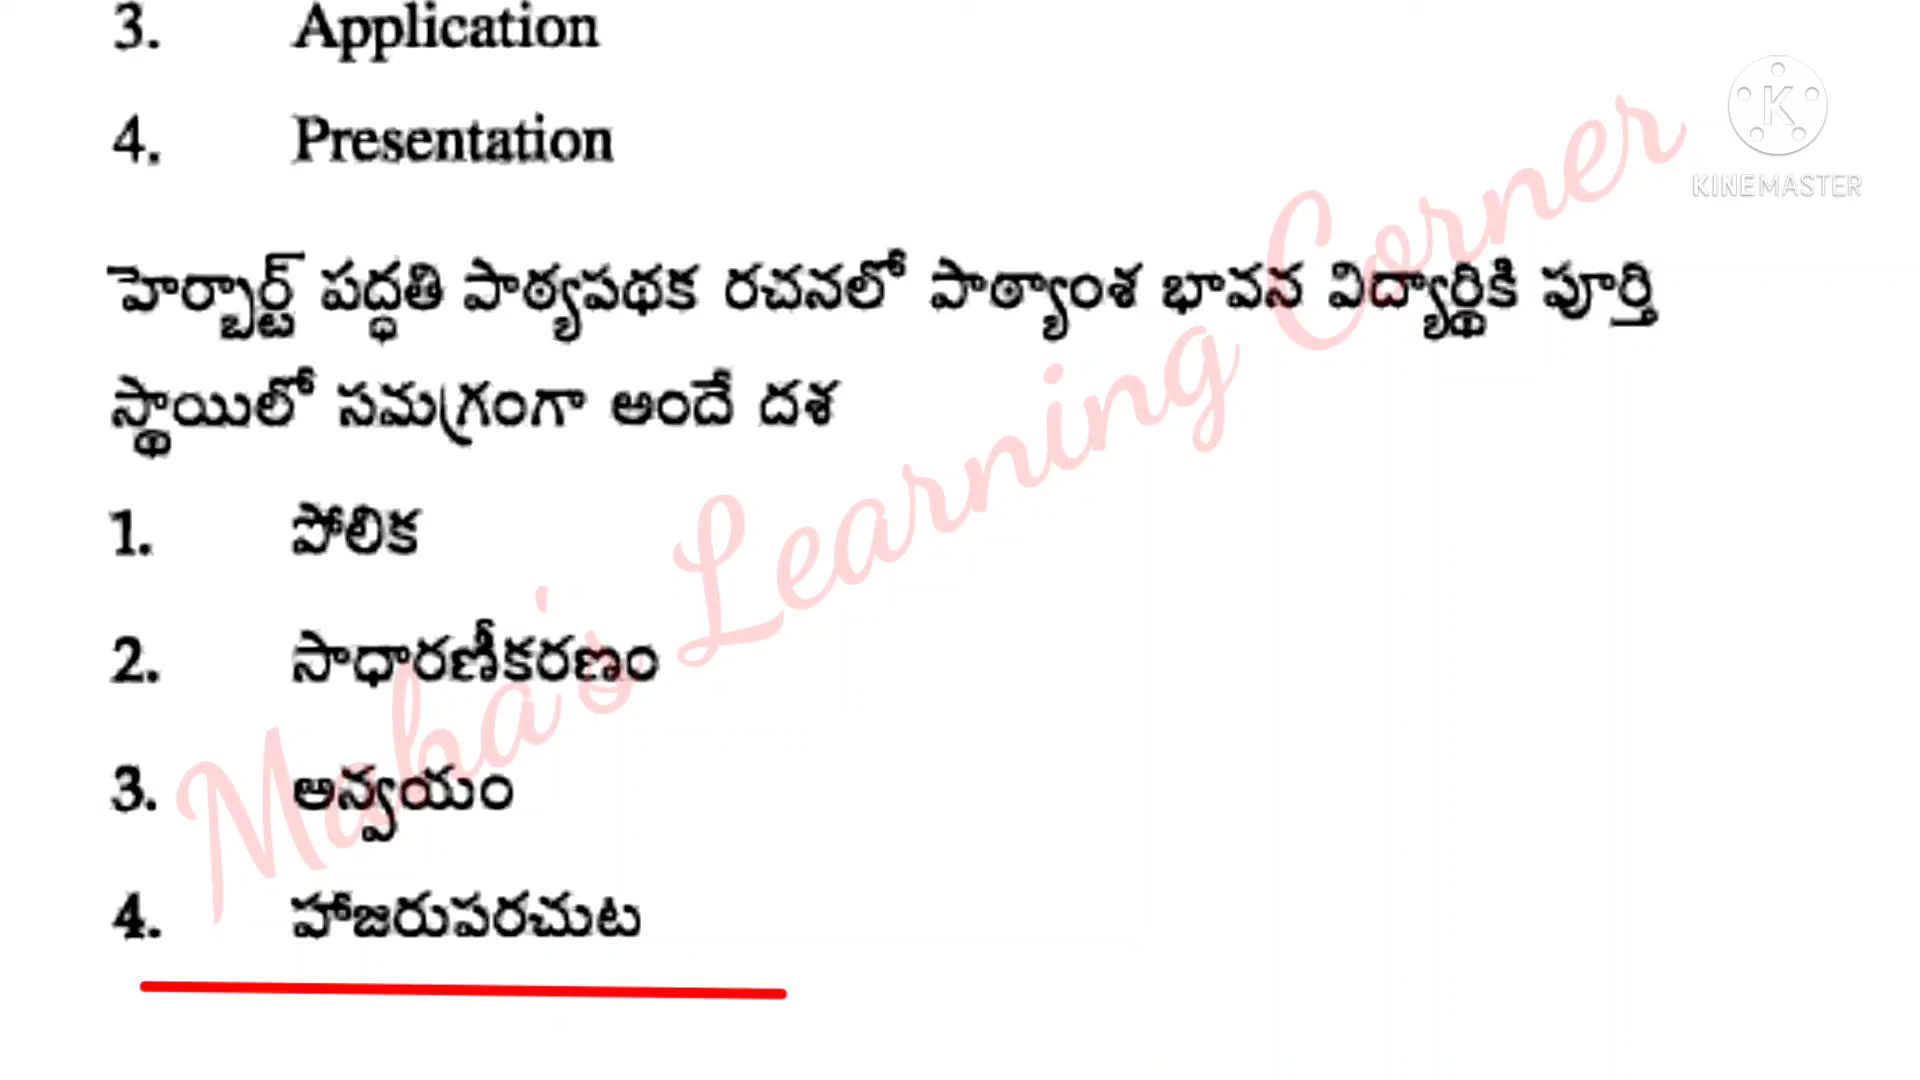 3. Application
4. Presentation
హెర్బార్ట్ పద్ధతి పాఠ్యపథక రచనలో పాఠ్యాంశ భావన విద్యార్థికి పూర్తి
స్థాయిలో సమగ్రంగా అందే దశ
1. పోలిక
2. సాధారణీకరణం
3. అన్వయం
4. హాజరుపరచుట
Maha's Learning Corner
K
KINEMASTER